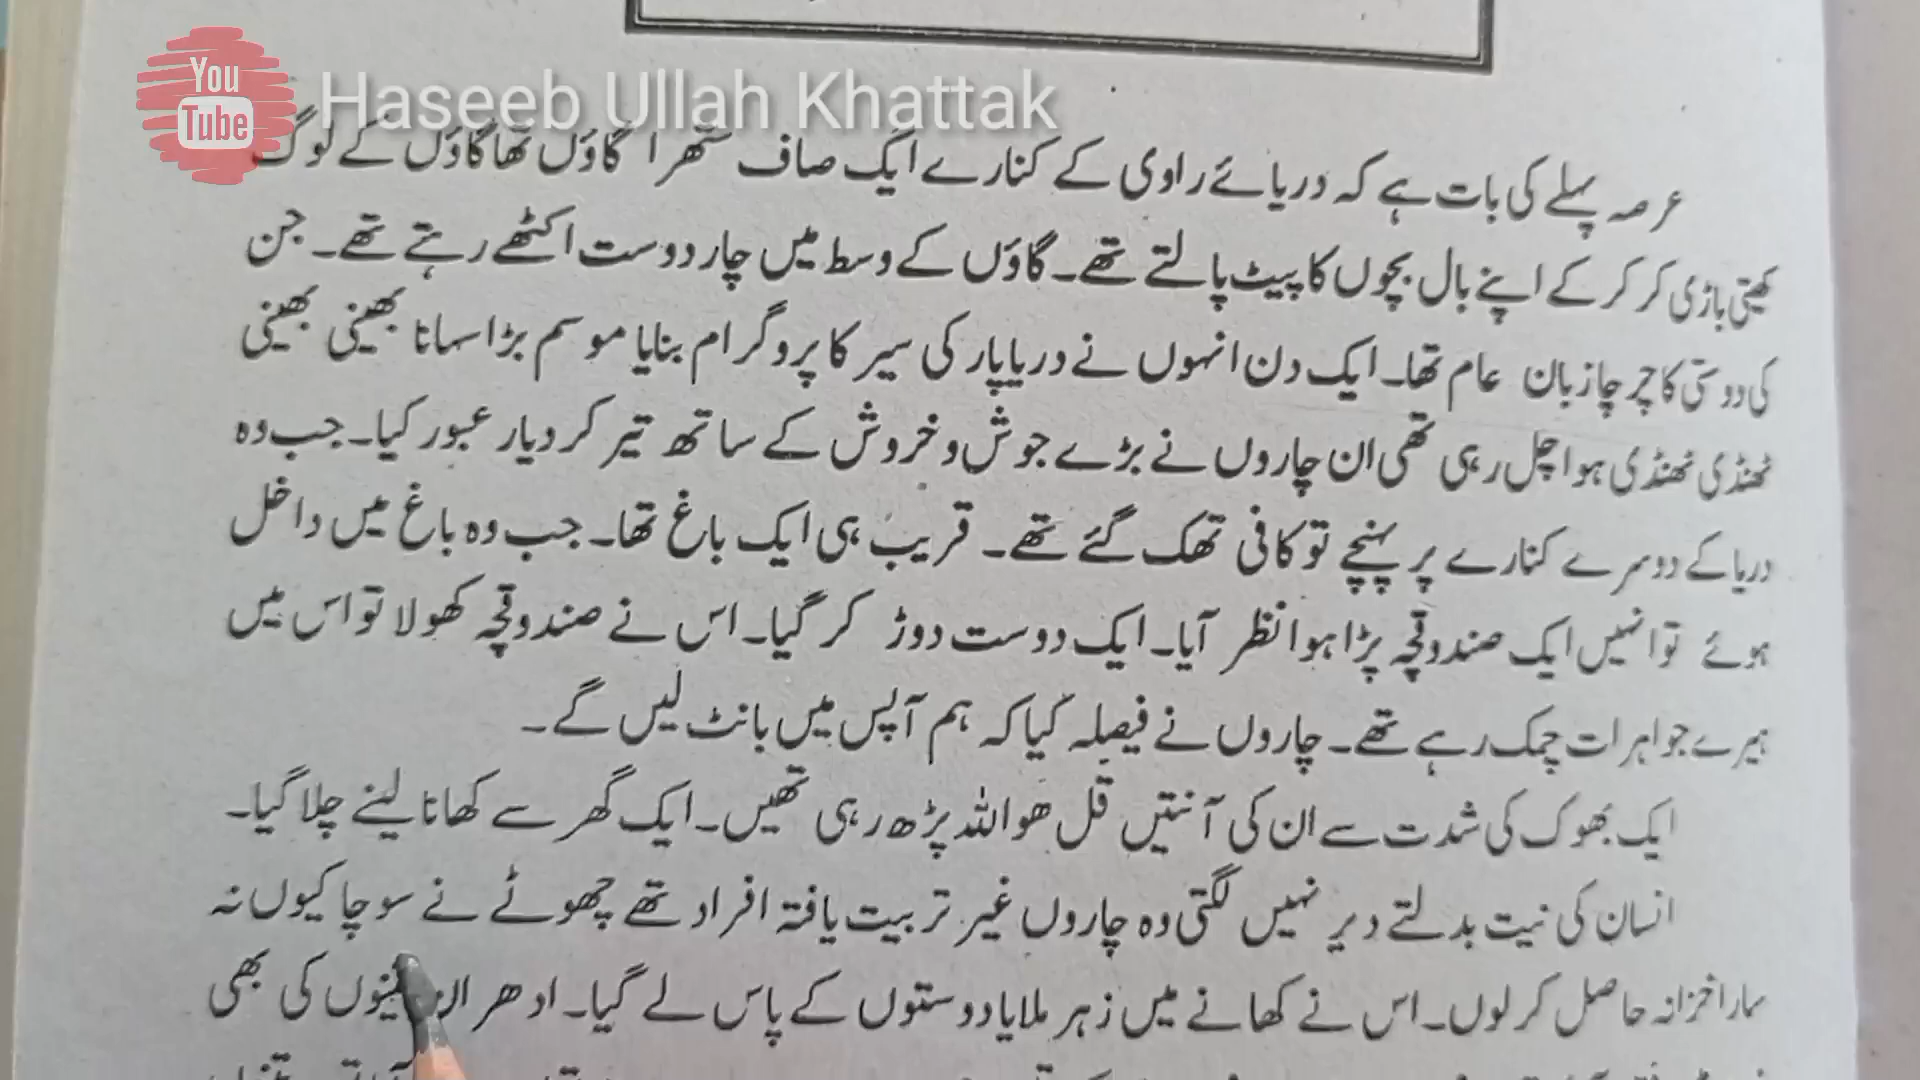 You Tube
Haseeb Ullah Khattak
عرصہ پہلے کی بات ہے کہ دریائے راوی کے کنارے ایک صاف ستھرا گاؤں تھا گاؤں کے لوگ
کھیتی باڑی کر کر کے اپنے بال بچوں کا پیٹ پالتے تھے۔ گاؤں کے وسط میں چار دوست اکٹھے رہتے تھے۔ جن
کی دوستی کا چرچا زبان عام تھا۔ ایک دن انہوں نے دریا پار کی سیر کا پروگرام بنایا موسم بڑا سہانا بھینی بھینی
ٹھنڈی ٹھنڈی ہوا چل رہی تھی ان چاروں نے بڑے جوش و خروش کے ساتھ تیر کر دیار عبور کیا۔ جب وہ
دریا کے دوسرے کنارے پر پہنچے تو کافی تھک گئے تھے۔ قریب ہی ایک باغ تھا۔ جب وہ باغ میں داخل
ہوئے تو انہیں ایک صندوقچہ پڑا ہوا نظر آیا۔ ایک دوست دوڑ کر گیا۔ اس نے صندوقچہ کھولا تو اس میں
ہیرے جواہرات چمک رہے تھے۔ چاروں نے فیصلہ کیا کہ ہم آپس میں بانٹ لیں گے۔
ایک بھوک کی شدت سے ان کی آنتیں قل ھو اللہ پڑھ رہی تھیں۔ ایک گھر سے کھانا لینے چلا گیا۔
انسان کی نیت بدلتے دیر نہیں لگتی وہ چاروں غیر تربیت یافتہ افراد تھے چھوٹے نے سوچا کیوں نہ
سارا خزانہ حاصل کر لوں۔ اس نے کھانے میں زہر ملایا دوستوں کے پاس لے گیا۔ ادھر ان کی بھی